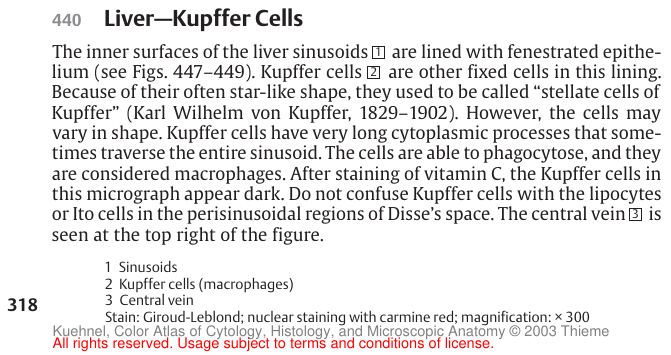 440 Liver—Kupffer Cells
The inner surfaces of the liver sinusoids 1 are lined with fenestrated epithe-
lium (see Figs. 447–449). Kupffer cells 2 are other fixed cells in this lining.
Because of their often star-like shape, they used to be called “stellate cells of
Kupffer” (Karl Wilhelm von Kupffer, 1829–1902). However, the cells may
vary in shape. Kupffer cells have very long cytoplasmic processes that some-
times traverse the entire sinusoid. The cells are able to phagocytose, and they
are considered macrophages. After staining of vitamin C, the Kupffer cells in
this micrograph appear dark. Do not confuse Kupffer cells with the lipocytes
or Ito cells in the perisinusoidal regions of Disse’s space. The central vein 3 is
seen at the top right of the figure.
1 Sinusoids
2 Kupffer cells (macrophages)
3 Central vein
318
Stain: Giroud-Leblond; nuclear staining with carmine red; magnification: × 300
Kuehnel, Color Atlas of Cytology, Histology, and Microscopic Anatomy © 2003 Thieme
All rights reserved. Usage subject to terms and conditions of license.